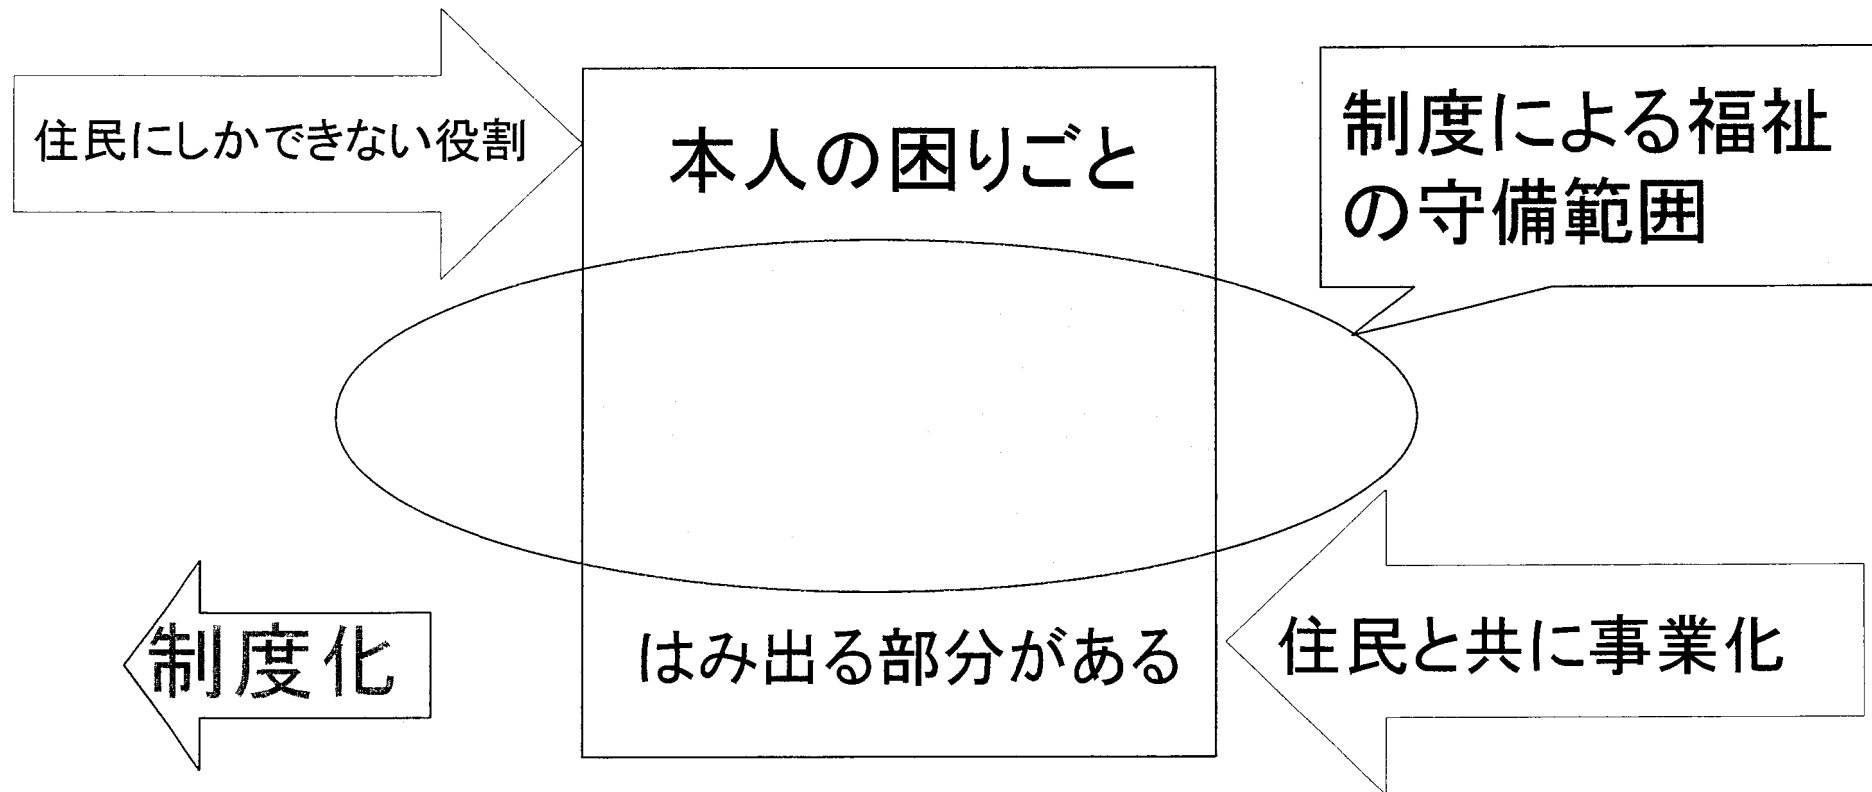 住民にしかできない役割
本人の困りごと
制度による福祉
の守備範囲
制度化
はみ出る部分がある
住民と共に事業化